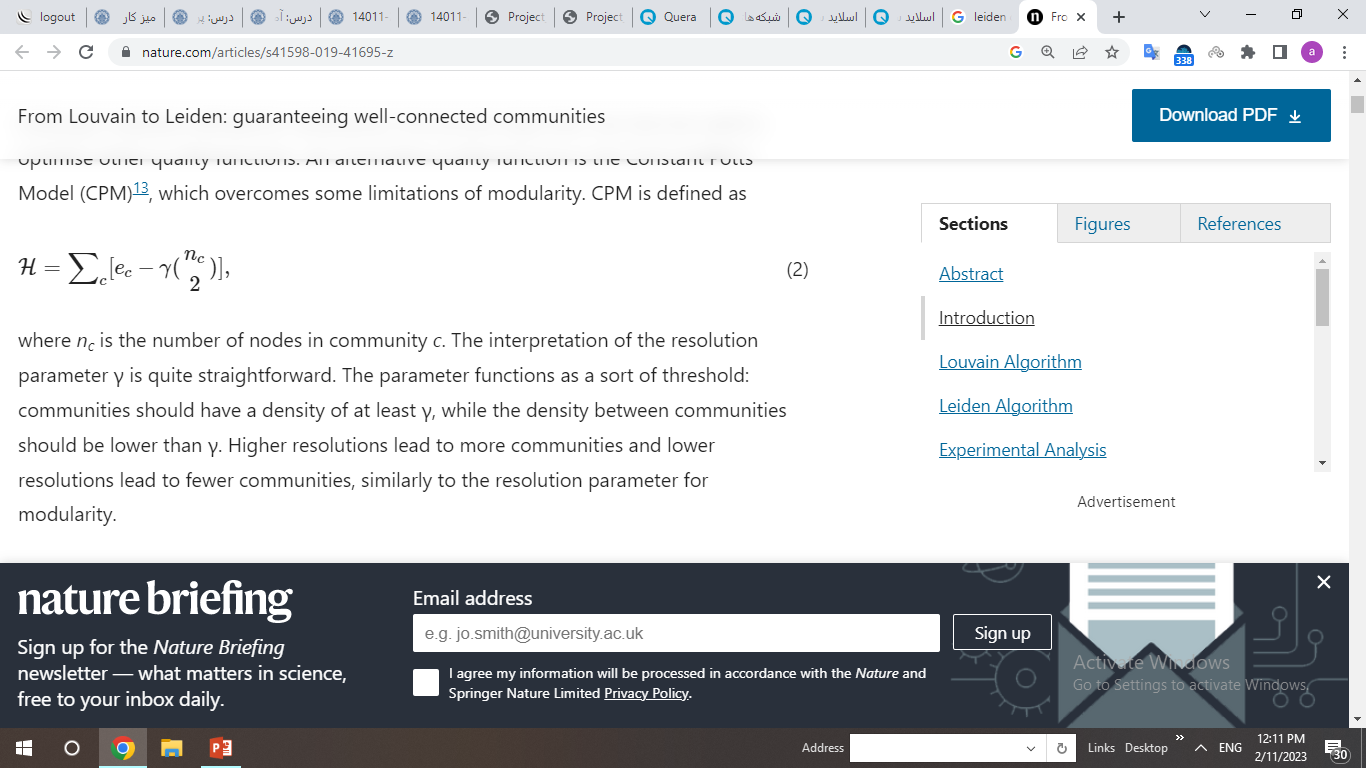 logout
میز کار
درس: پر
درس: آد
14011-
14011-
Project
Project
Quera
شبکه‌ها
اسلاید
اسلاید
leiden
Fro
nature.com/articles/s41598-019-41695-z
338
a
From Louvain to Leiden: guaranteeing well-connected communities
Download PDF
optimise other quality functions. An alternative quality function is the Constant Potts
Model (CPM)13, which overcomes some limitations of modularity. CPM is defined as
ℋ = ∑c[ec − γ(nc 2)], (2)
where nc is the number of nodes in community c. The interpretation of the resolution
parameter γ is quite straightforward. The parameter functions as a sort of threshold:
communities should have a density of at least γ, while the density between communities
should be lower than γ. Higher resolutions lead to more communities and lower
resolutions lead to fewer communities, similarly to the resolution parameter for
modularity.
Sections
Figures
References
Abstract
Introduction
Louvain Algorithm
Leiden Algorithm
Experimental Analysis
Advertisement
nature briefing
Sign up for the Nature Briefing
newsletter — what matters in science,
free to your inbox daily.
Email address
e.g. jo.smith@university.ac.uk
Sign up
I agree my information will be processed in accordance with the Nature and
Springer Nature Limited Privacy Policy.
Activate Windows
Go to Settings to activate Windows.
Address
Links
Desktop
ENG
12:11 PM
2/11/2023
30